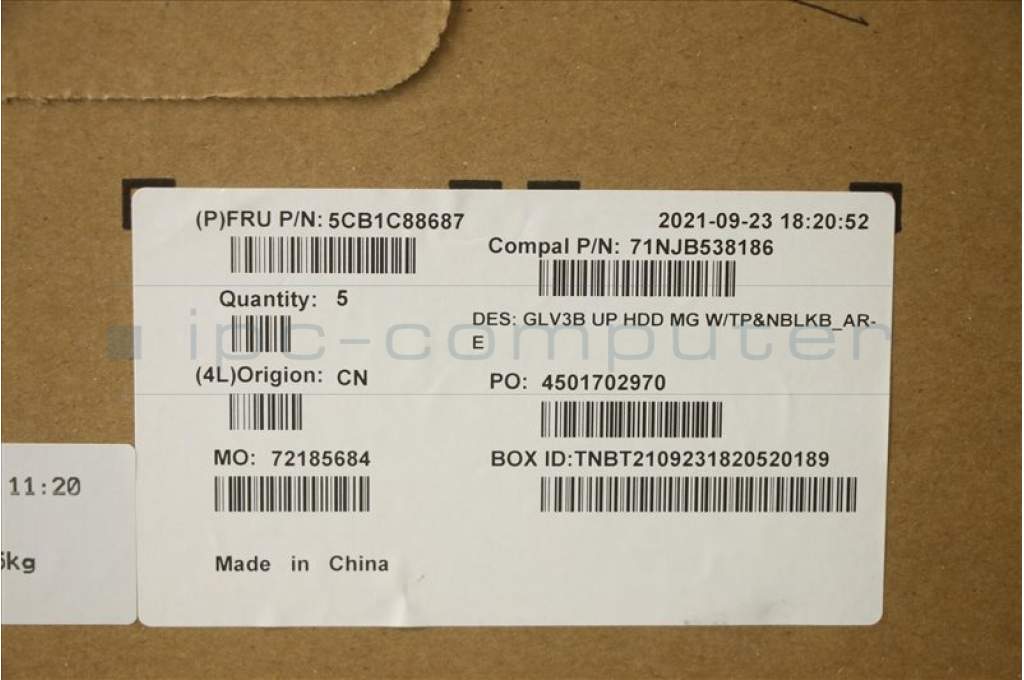 (P)FRU P/N: 5CB1C88687
2021-09-23 18:20:52
Compal P/N: 71NJB538186
Quantity: 5
DES: GLV3B UP HDD MG W/TP&NBLKB_AR-
E
ipc-computer
(4L)Origion: CN
PO: 4501702970
MO: 72185684
BOX ID:TNBT2109231820520189
11:20
kg
Made in China